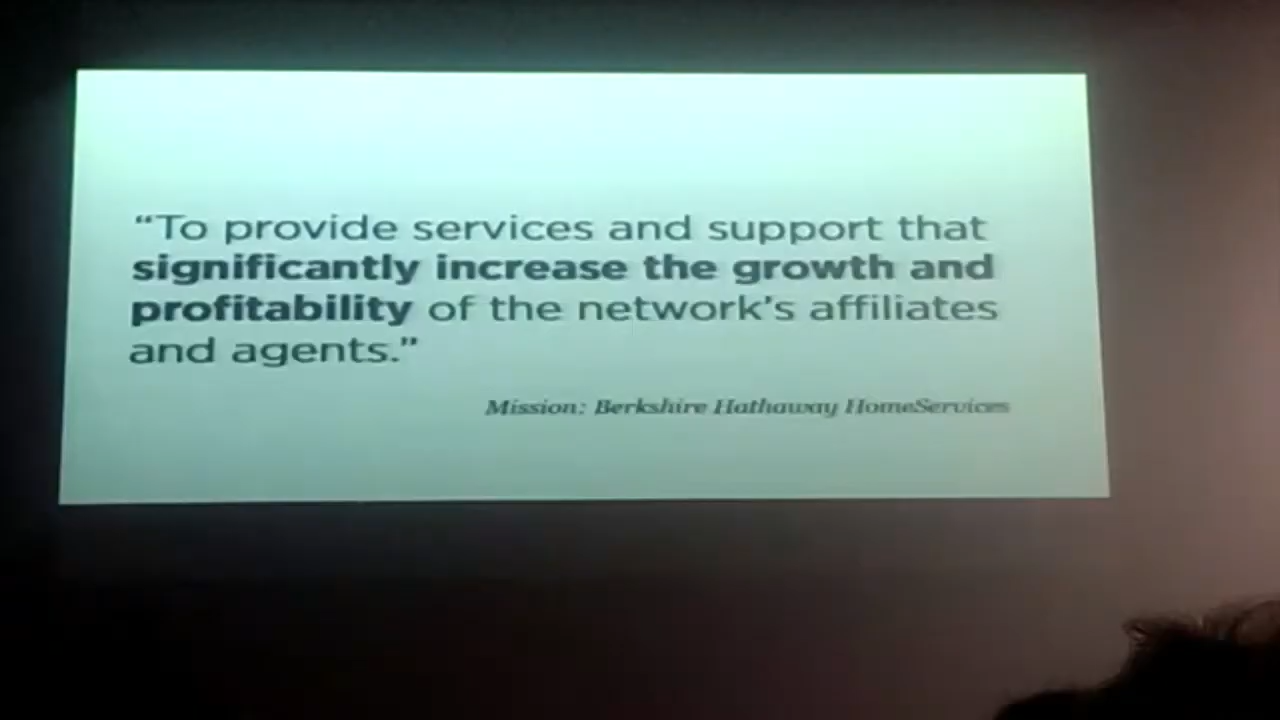 “To provide services and support that
significantly increase the growth and
profitability of the network’s affiliates
and agents.”
Mission: Berkshire Hathaway HomeServices